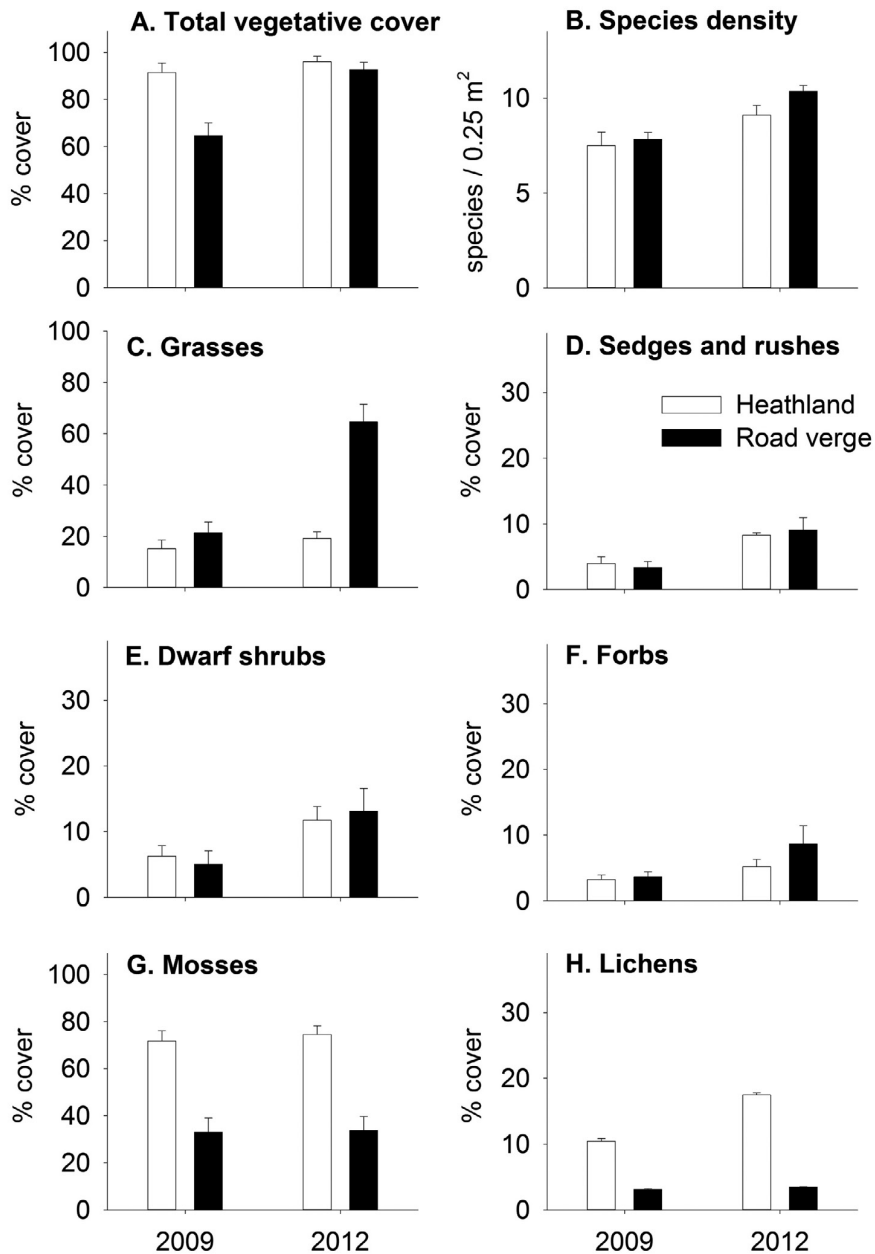 A. Total vegetative cover
100
80
60
40
20
0
% cover
B. Species density
10
5
0
species / 0.25 m²
C. Grasses
100
80
60
40
20
0
% cover
D. Sedges and rushes
30
20
10
0
% cover
Heathland
Road verge
E. Dwarf shrubs
30
20
10
0
% cover
F. Forbs
30
20
10
0
% cover
G. Mosses
100
80
60
40
20
0
% cover
2009 2012
H. Lichens
30
20
10
0
% cover
2009 2012